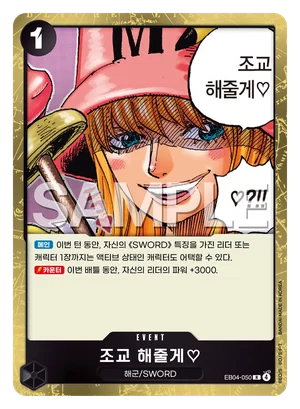 1
조교
해줄게♡
♡?!!
SAMPLE
메인 이번 턴 동안, 자신의 《SWORD》 특징을 가진 리더 또는
캐릭터 1장까지는 액티브 상태인 캐릭터도 어택할 수 있다.
카운터 이번 배틀 동안, 자신의 리더의 파워 +3000.
EVENT
조교 해줄게♡
해군/SWORD
EB04-050 R 4